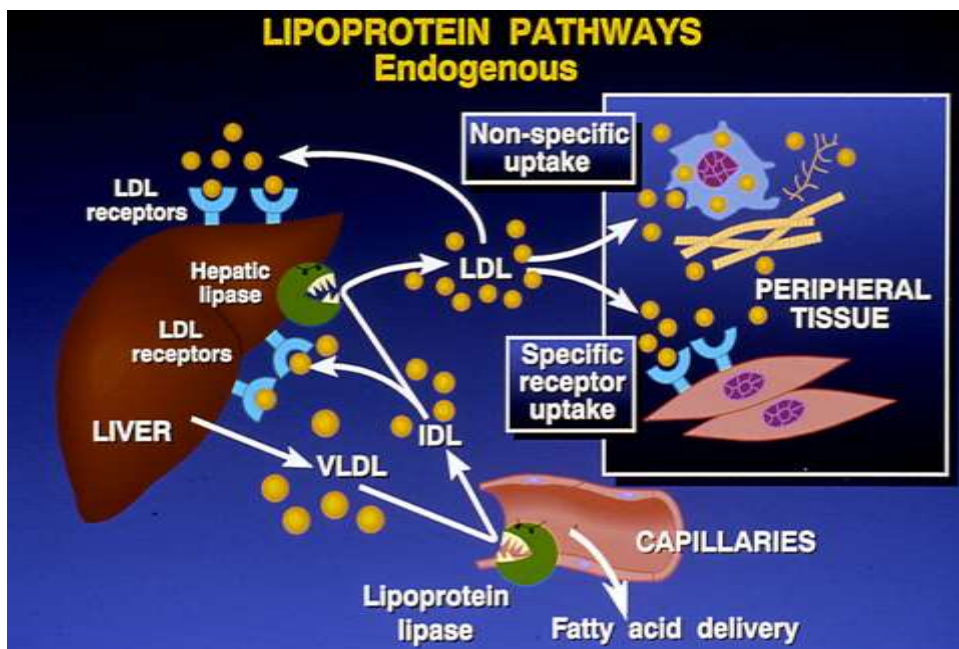 LIPOPROTEIN PATHWAYS
Endogenous
Non-specific
uptake
LDL
receptors
Hepatic
lipase
LDL
PERIPHERAL
TISSUE
LDL
receptors
Specific
receptor
uptake
LIVER
IDL
VLDL
CAPILLARIES
Lipoprotein
lipase
Fatty acid delivery